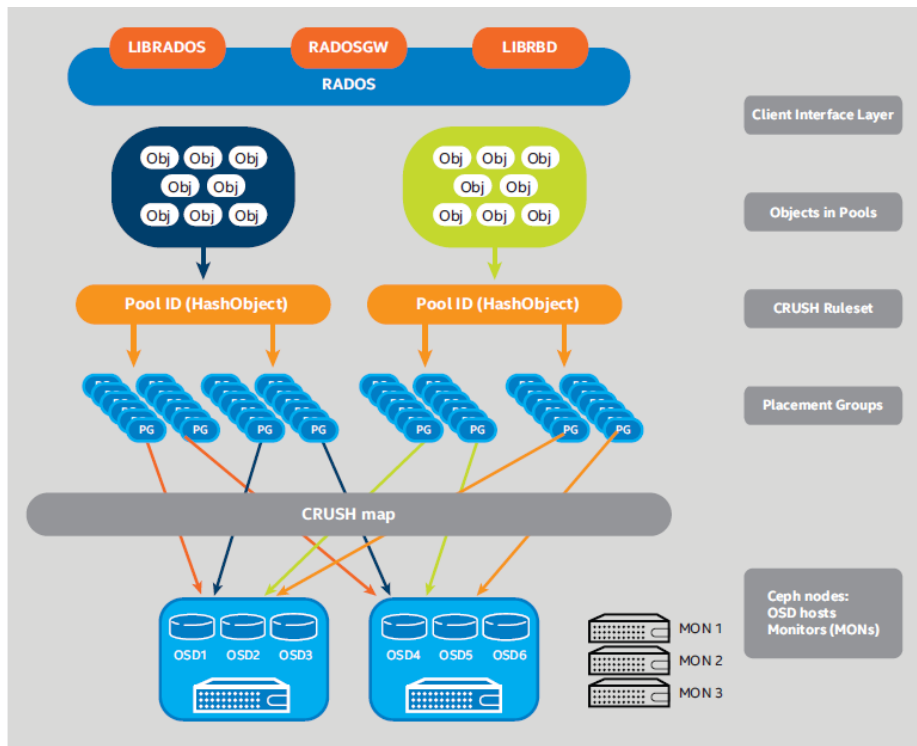 LIBRADOS
RADOSGW
LIBRBD
RADOS
Client Interface Layer
Obj Obj Obj
Obj Obj
Obj Obj Obj
Obj Obj Obj
Obj Obj
Obj Obj Obj
Objects in Pools
Pool ID (HashObject)
Pool ID (HashObject)
CRUSH Ruleset
PG
PG
PG
PG
PG
PG
PG
PG
Placement Groups
CRUSH map
Ceph nodes:
OSD hosts
Monitors (MONs)
OSD1 OSD2 OSD3
OSD4 OSD5 OSD6
MON 1
MON 2
MON 3